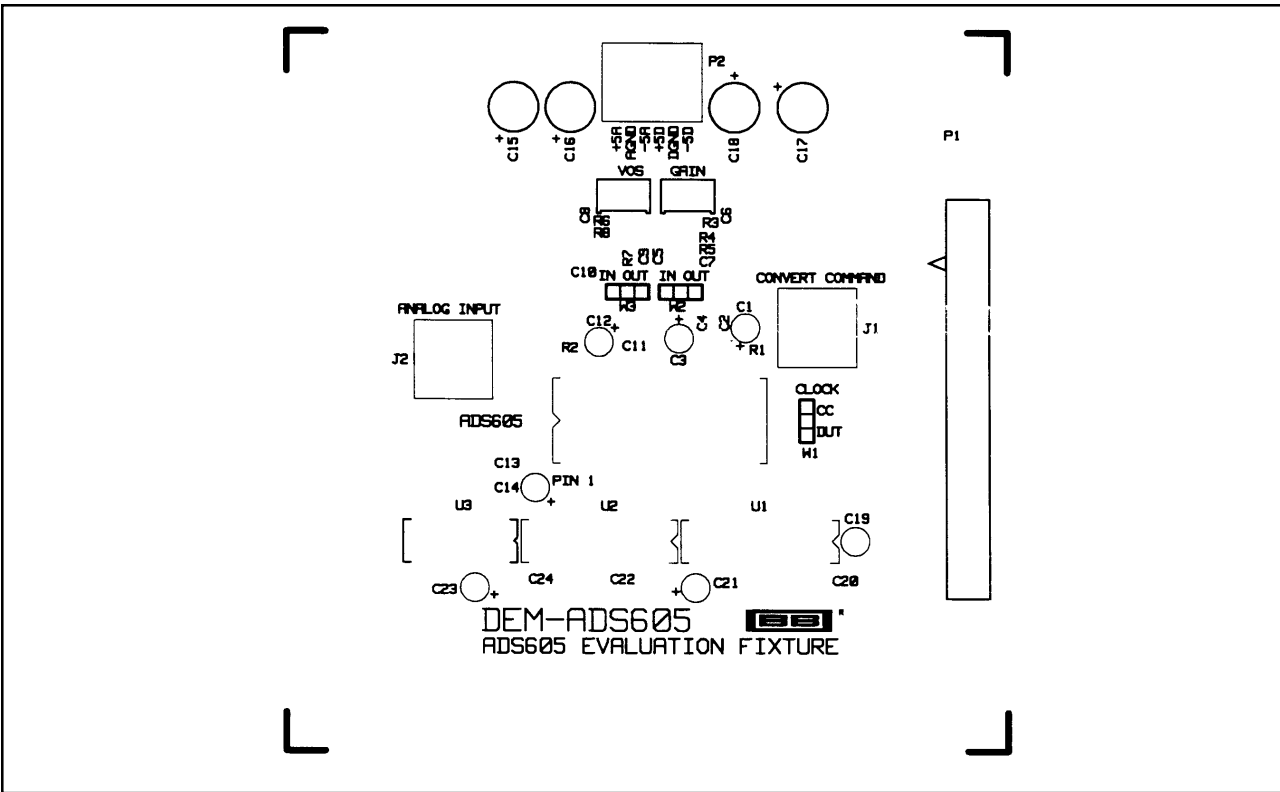 P2
P1
+ C15
+ C16
+5A
AGND
-5A
+5D
DGND
-5D
+ C18
+ C17
VOS GAIN
C8
R6
C6
R3
R4
R5
C7
R7
C9
C5
C10 IN OUT IN OUT
W3 W2
CONVERT COMMAND
ANALOG INPUT
C12 +
+
C4
C2
C1
R2
C11
C3
+ R1
J1
J2
CLOCK
CC
DUT
W1
ADS605
C13
C14
PIN 1
+
U3 U2 U1
C19
C23 +
C24 C22
+ C21
C20
DEM-ADS605 BB
ADS605 EVALUATION FIXTURE